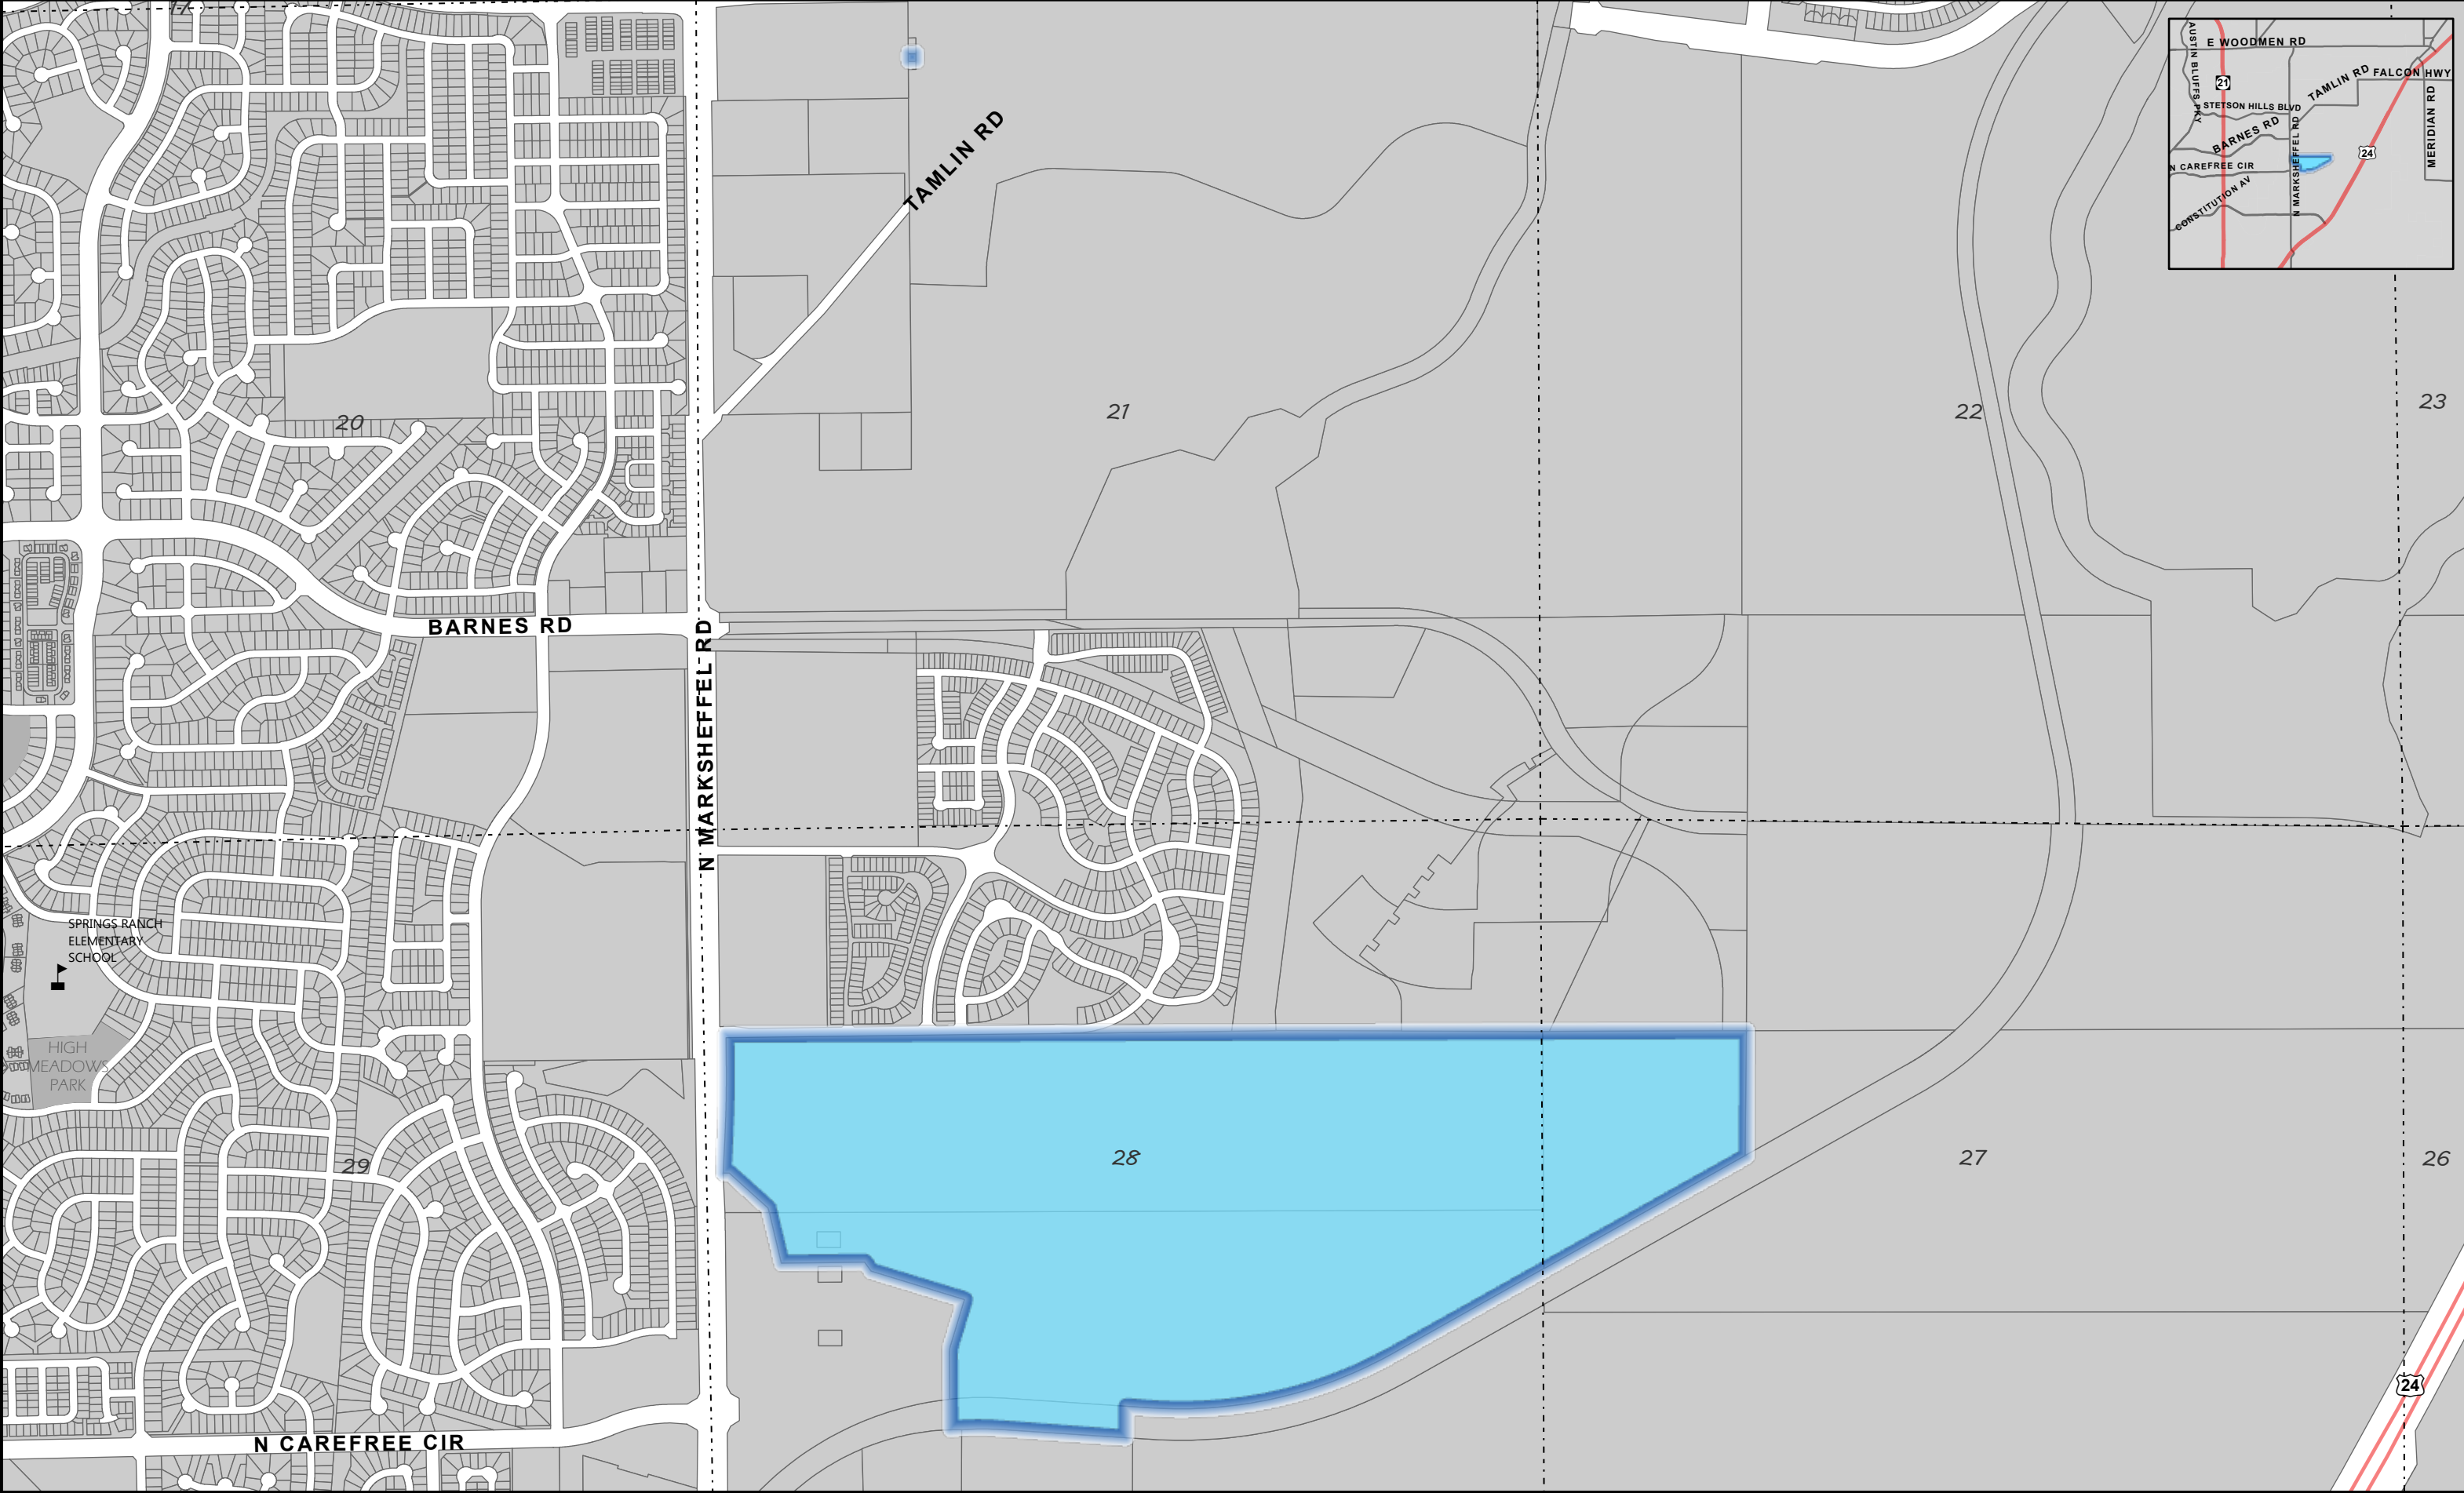 17
E WOODMEN RD
AUSTIN BLUFFS PKY
21
TAMLIN RD
FALCON HWY
STETSON HILLS BLVD
BARNES RD
N MARKSHEFFEL RD
MERIDIAN RD
24
N CAREFREE CIR
CONSTITUTION AV
TAMLIN RD
20
21
22
23
BARNES RD
N MARKSHEFFEL RD
SPRINGS RANCH
ELEMENTARY
SCHOOL
HIGH
MEADOWS
PARK
29
28
27
26
24
N CAREFREE CIR